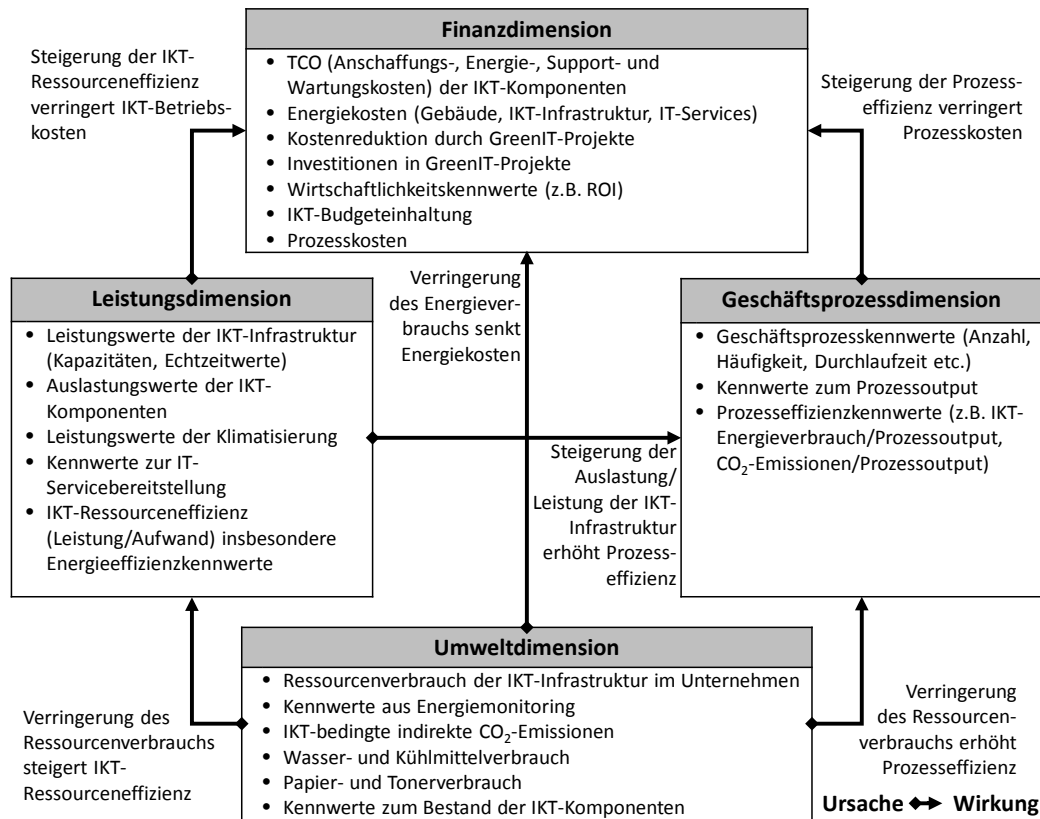 Finanzdimension
• TCO (Anschaffungs-, Energie-, Support- und
Wartungskosten) der IKT-Komponenten
• Energiekosten (Gebäude, IKT-Infrastruktur, IT-Services)
• Kostenreduktion durch GreenIT-Projekte
• Investitionen in GreenIT-Projekte
• Wirtschaftlichkeitskennwerte (z.B. ROI)
• IKT-Budgeteinhaltung
• Prozesskosten
Steigerung der IKT-
Ressourceneffizienz
verringert IKT-Betriebs-
kosten
Steigerung der Prozess-
effizienz verringert
Prozesskosten
Verringerung
des Energiever-
brauchs senkt
Energiekosten
Leistungsdimension
• Leistungswerte der IKT-Infrastruktur
(Kapazitäten, Echtzeitwerte)
• Auslastungswerte der IKT-
Komponenten
• Leistungswerte der Klimatisierung
• Kennwerte zur IT-
Servicebereitstellung
• IKT-Ressourceneffizienz
(Leistung/Aufwand) insbesondere
Energieeffizienzkennwerte
Steigerung der
Auslastung/
Leistung der IKT-
Infrastruktur
erhöht Prozess-
effizienz
Geschäftsprozessdimension
• Geschäftsprozesskennwerte (Anzahl,
Häufigkeit, Durchlaufzeit etc.)
• Kennwerte zum Prozessoutput
• Prozesseffizienzkennwerte (z.B. IKT-
Energieverbrauch/Prozessoutput,
CO₂-Emissionen/Prozessoutput)
Umweltdimension
• Ressourcenverbrauch der IKT-Infrastruktur im Unternehmen
• Kennwerte aus Energiemonitoring
• IKT-bedingte indirekte CO₂-Emissionen
• Wasser- und Kühlmittelverbrauch
• Papier- und Tonerverbrauch
• Kennwerte zum Bestand der IKT-Komponenten
Verringerung des
Ressourcenverbrauchs
steigert IKT-
Ressourceneffizienz
Verringerung
des Ressourcen-
verbrauchs erhöht
Prozesseffizienz
Ursache Wirkung